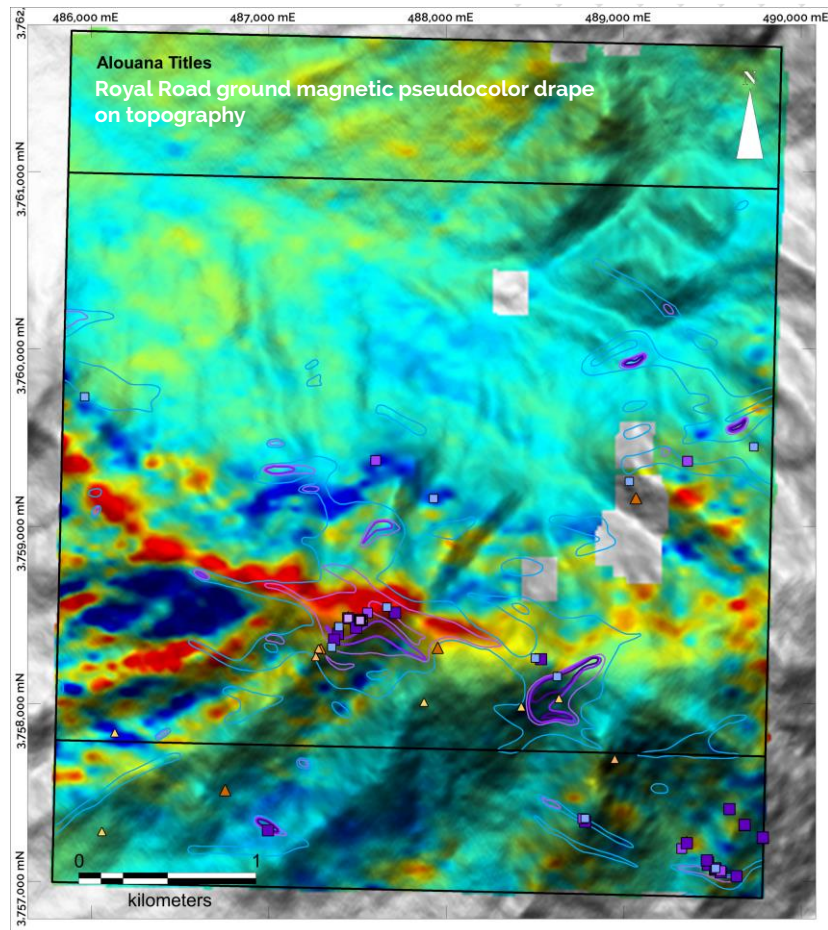 486,000 mE 487,000 mE 488,000 mE 489,000 mE 490,000 mE
3.762,
Alouana Titles
Royal Road ground magnetic pseudocolor drape
on topography
N
3.761,000 mN
3.760,000 mN
3.759,000 mN
3.758,000 mN
3.757,000 mN
0 1
kilometers